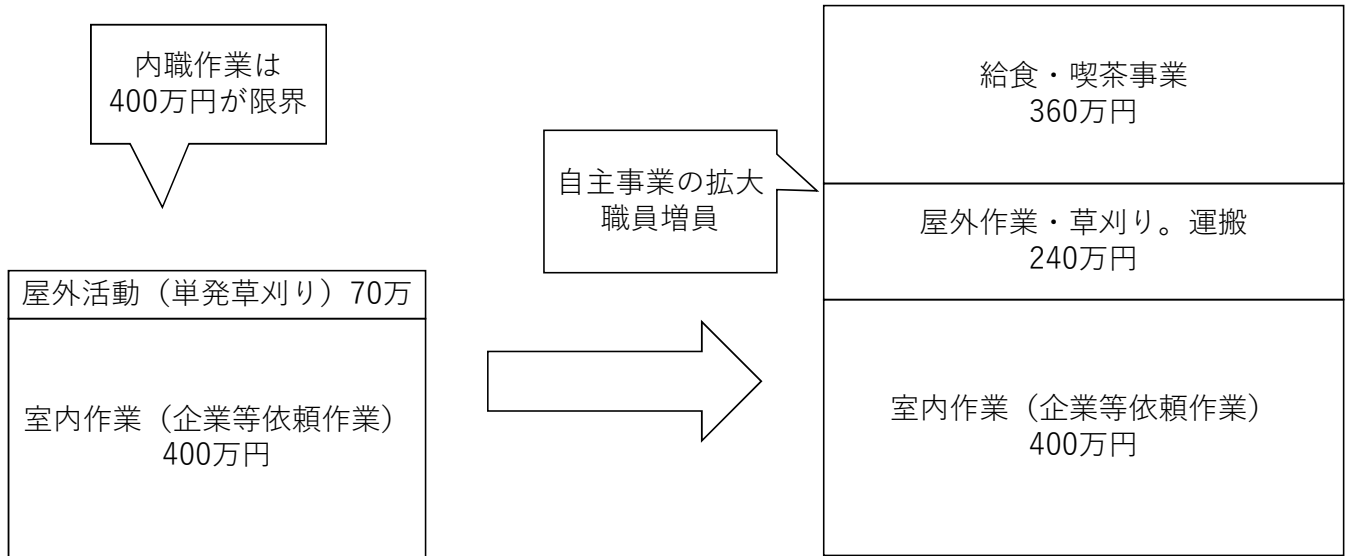 内職作業は
400万円が限界
屋外活動（単発草刈り）70万
室内作業（企業等依頼作業）
400万円
自主事業の拡大
職員増員
給食・喫茶事業
360万円
屋外作業・草刈り。運搬
240万円
室内作業（企業等依頼作業）
400万円